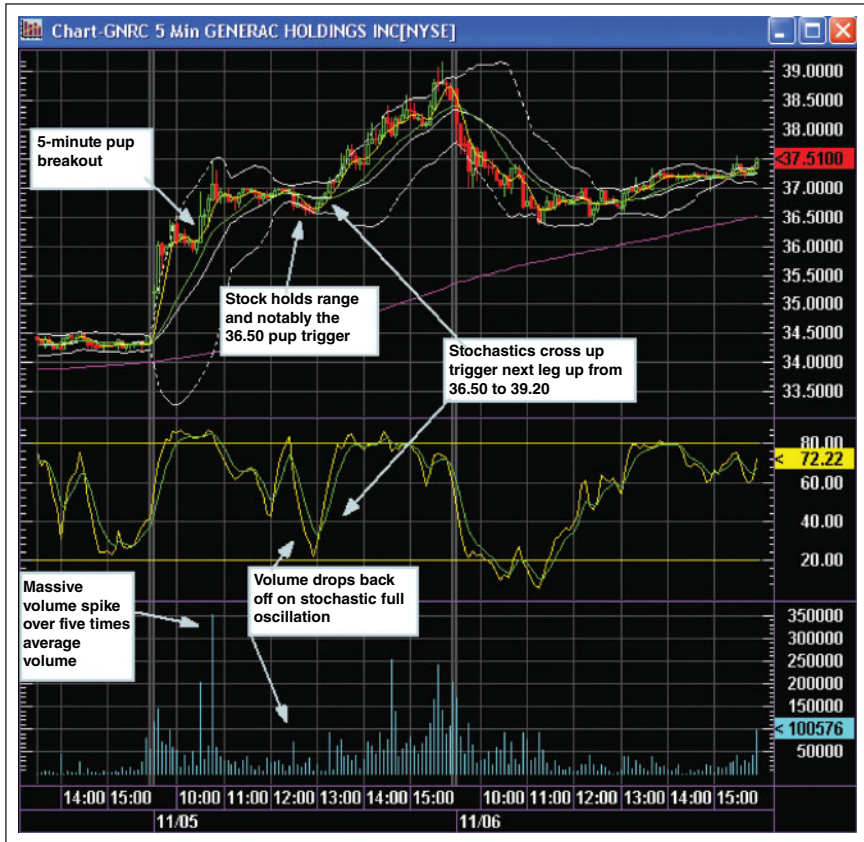 Chart-GNRC 5 Min GENERAC HOLDINGS INC[NYSE]
39.0000
38.5000
38.0000
<37.5100
37.0000
36.5000
36.0000
35.5000
35.0000
34.5000
34.0000
33.5000
5-minute pup
breakout
Stock holds range
and notably the
36.50 pup trigger
Stochastics cross up
trigger next leg up from
36.50 to 39.20
80.00
< 72.22
60.00
40.00
20.00
Massive
volume spike
over five times
average
volume
Volume drops back
off on stochastic full
oscillation
350000
300000
250000
200000
150000
< 100576
50000
14:00 15:00 10:00 11:00 12:00 13:00 14:00 15:00 10:00 11:00 12:00 13:00 14:00 15:00
11/05 11/06